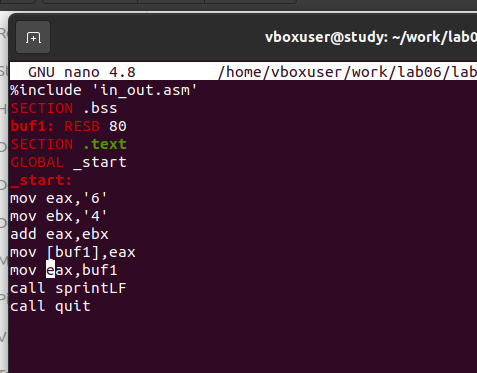 vboxuser@study: ~/work/lab0
GNU nano 4.8 /home/vboxuser/work/lab06/lab
%include 'in_out.asm'
SECTION .bss
buf1: RESB 80
SECTION .text
GLOBAL _start
_start:
mov eax,'6'
mov ebx,'4'
add eax,ebx
mov [buf1],eax
mov eax,buf1
call sprintLF
call quit